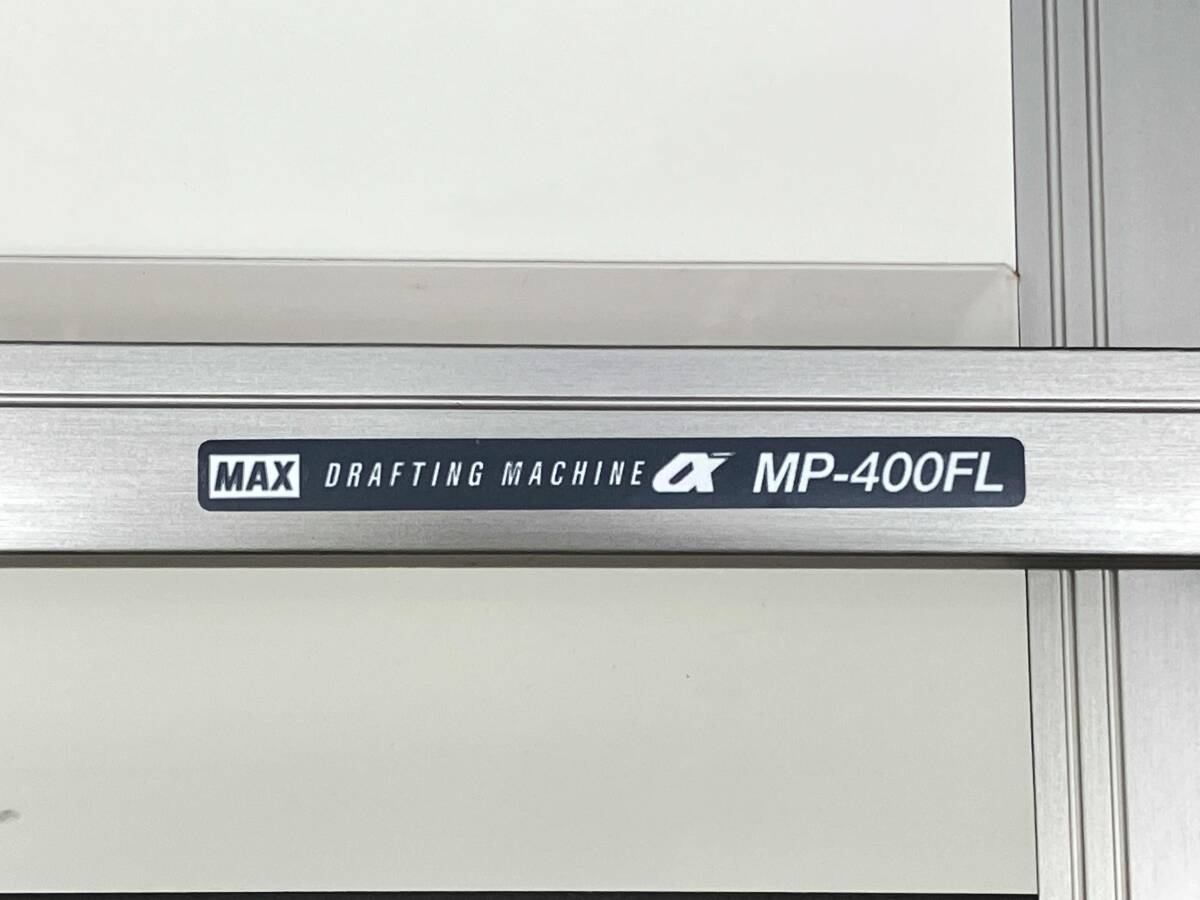 MAX DRAFTING MACHINE α MP-400FL